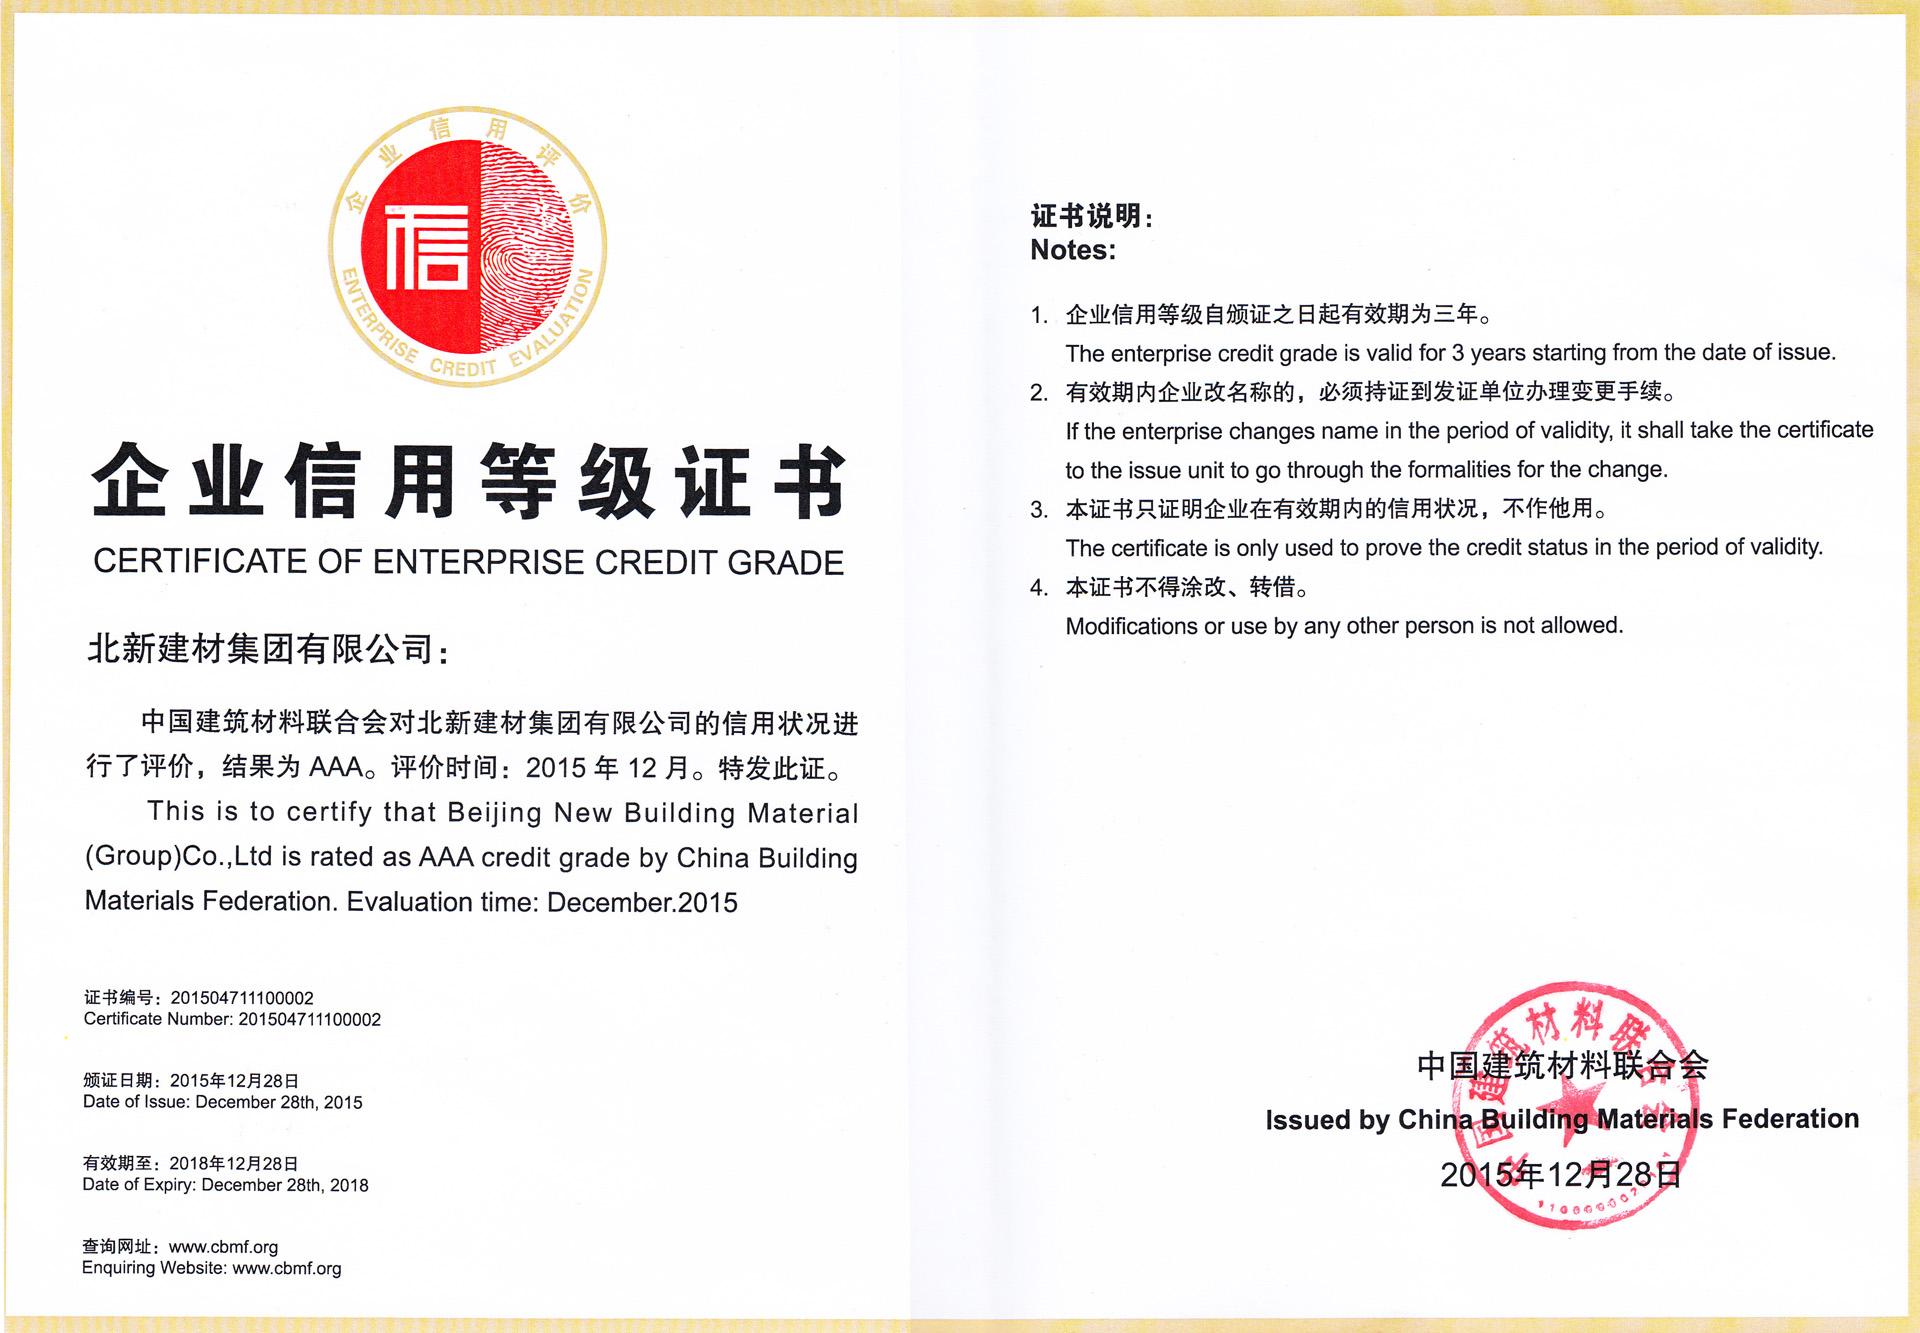 企业信用评价
信
ENTERPRISE CREDIT EVALUATION
企业信用等级证书
CERTIFICATE OF ENTERPRISE CREDIT GRADE
北新建材集团有限公司：
中国建筑材料联合会对北新建材集团有限公司的信用状况进
行了评价，结果为 AAA。评价时间：2015 年 12 月。特发此证。
This is to certify that Beijing New Building Material
(Group)Co.,Ltd is rated as AAA credit grade by China Building
Materials Federation. Evaluation time: December.2015
证书编号：201504711100002
Certificate Number: 201504711100002
颁证日期：2015年12月28日
Date of Issue: December 28th, 2015
有效期至：2018年12月28日
Date of Expiry: December 28th, 2018
查询网址：www.cbmf.org
Enquiring Website: www.cbmf.org
证书说明：
Notes:
1. 企业信用等级自颁证之日起有效期为三年。
The enterprise credit grade is valid for 3 years starting from the date of issue.
2. 有效期内企业改名称的，必须持证到发证单位办理变更手续。
If the enterprise changes name in the period of validity, it shall take the certificate
to the issue unit to go through the formalities for the change.
3. 本证书只证明企业在有效期内的信用状况，不作他用。
The certificate is only used to prove the credit status in the period of validity.
4. 本证书不得涂改、转借。
Modifications or use by any other person is not allowed.
中国建筑材料联合会
中国建筑材料联合会
Issued by China Building Materials Federation
2015年12月28日